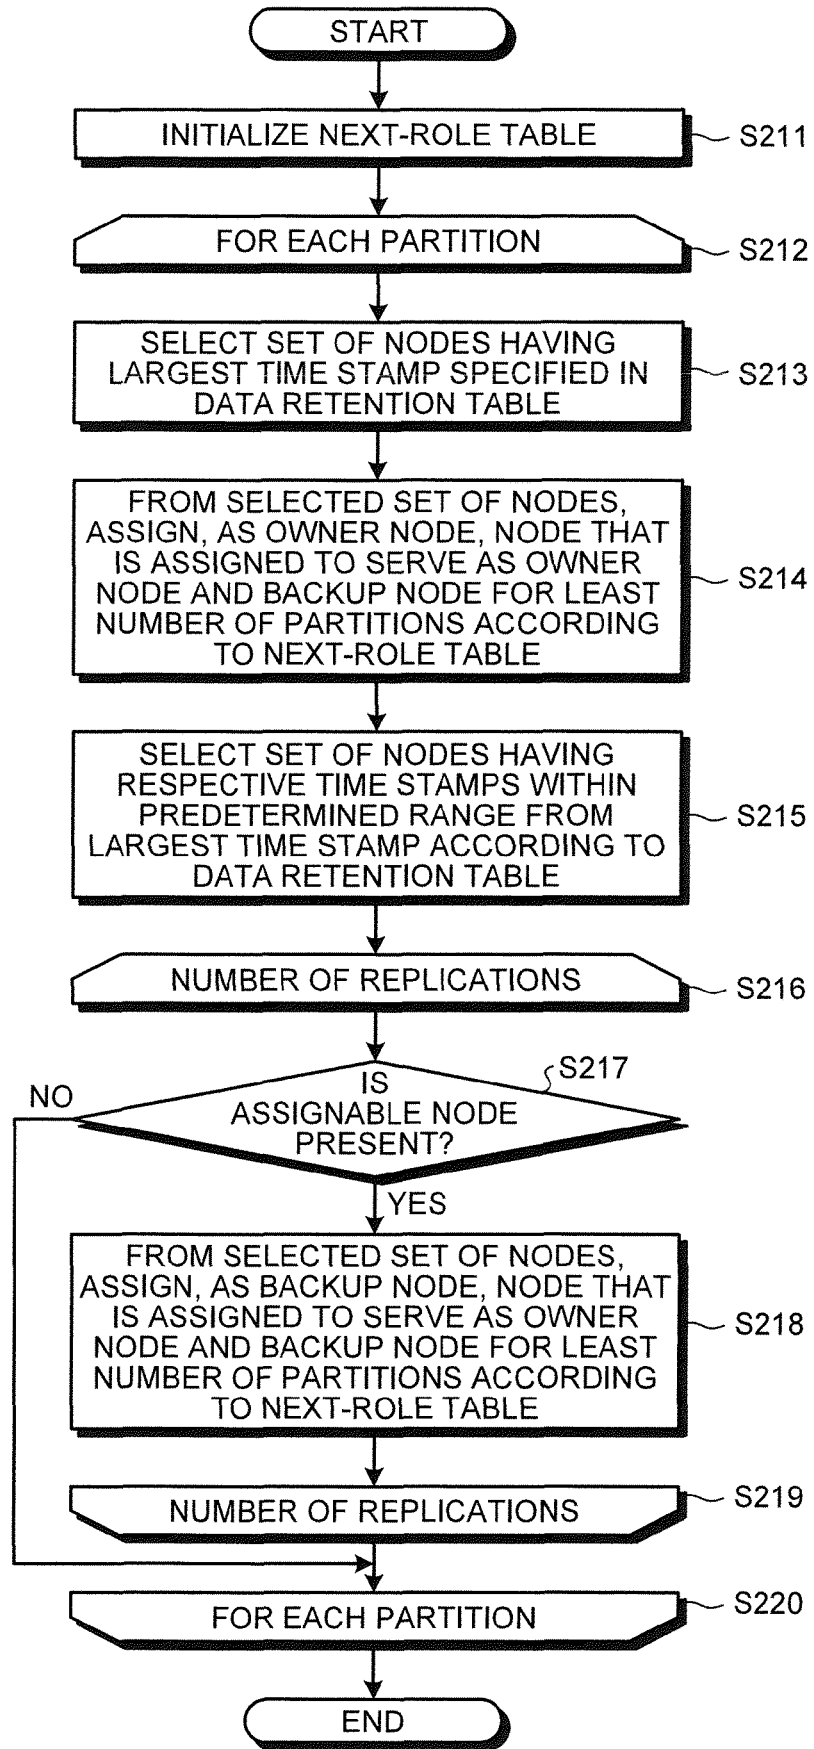 START
INITIALIZE NEXT-ROLE TABLE
S211
FOR EACH PARTITION
S212
SELECT SET OF NODES HAVING
LARGEST TIME STAMP SPECIFIED IN
DATA RETENTION TABLE
S213
FROM SELECTED SET OF NODES,
ASSIGN, AS OWNER NODE, NODE THAT
IS ASSIGNED TO SERVE AS OWNER
NODE AND BACKUP NODE FOR LEAST
NUMBER OF PARTITIONS ACCORDING
TO NEXT-ROLE TABLE
S214
SELECT SET OF NODES HAVING
RESPECTIVE TIME STAMPS WITHIN
PREDETERMINED RANGE FROM
LARGEST TIME STAMP ACCORDING TO
DATA RETENTION TABLE
S215
NUMBER OF REPLICATIONS
S216
IS
ASSIGNABLE NODE
PRESENT?
S217
NO
YES
FROM SELECTED SET OF NODES,
ASSIGN, AS BACKUP NODE, NODE THAT
IS ASSIGNED TO SERVE AS OWNER
NODE AND BACKUP NODE FOR LEAST
NUMBER OF PARTITIONS ACCORDING
TO NEXT-ROLE TABLE
S218
NUMBER OF REPLICATIONS
S219
FOR EACH PARTITION
S220
END